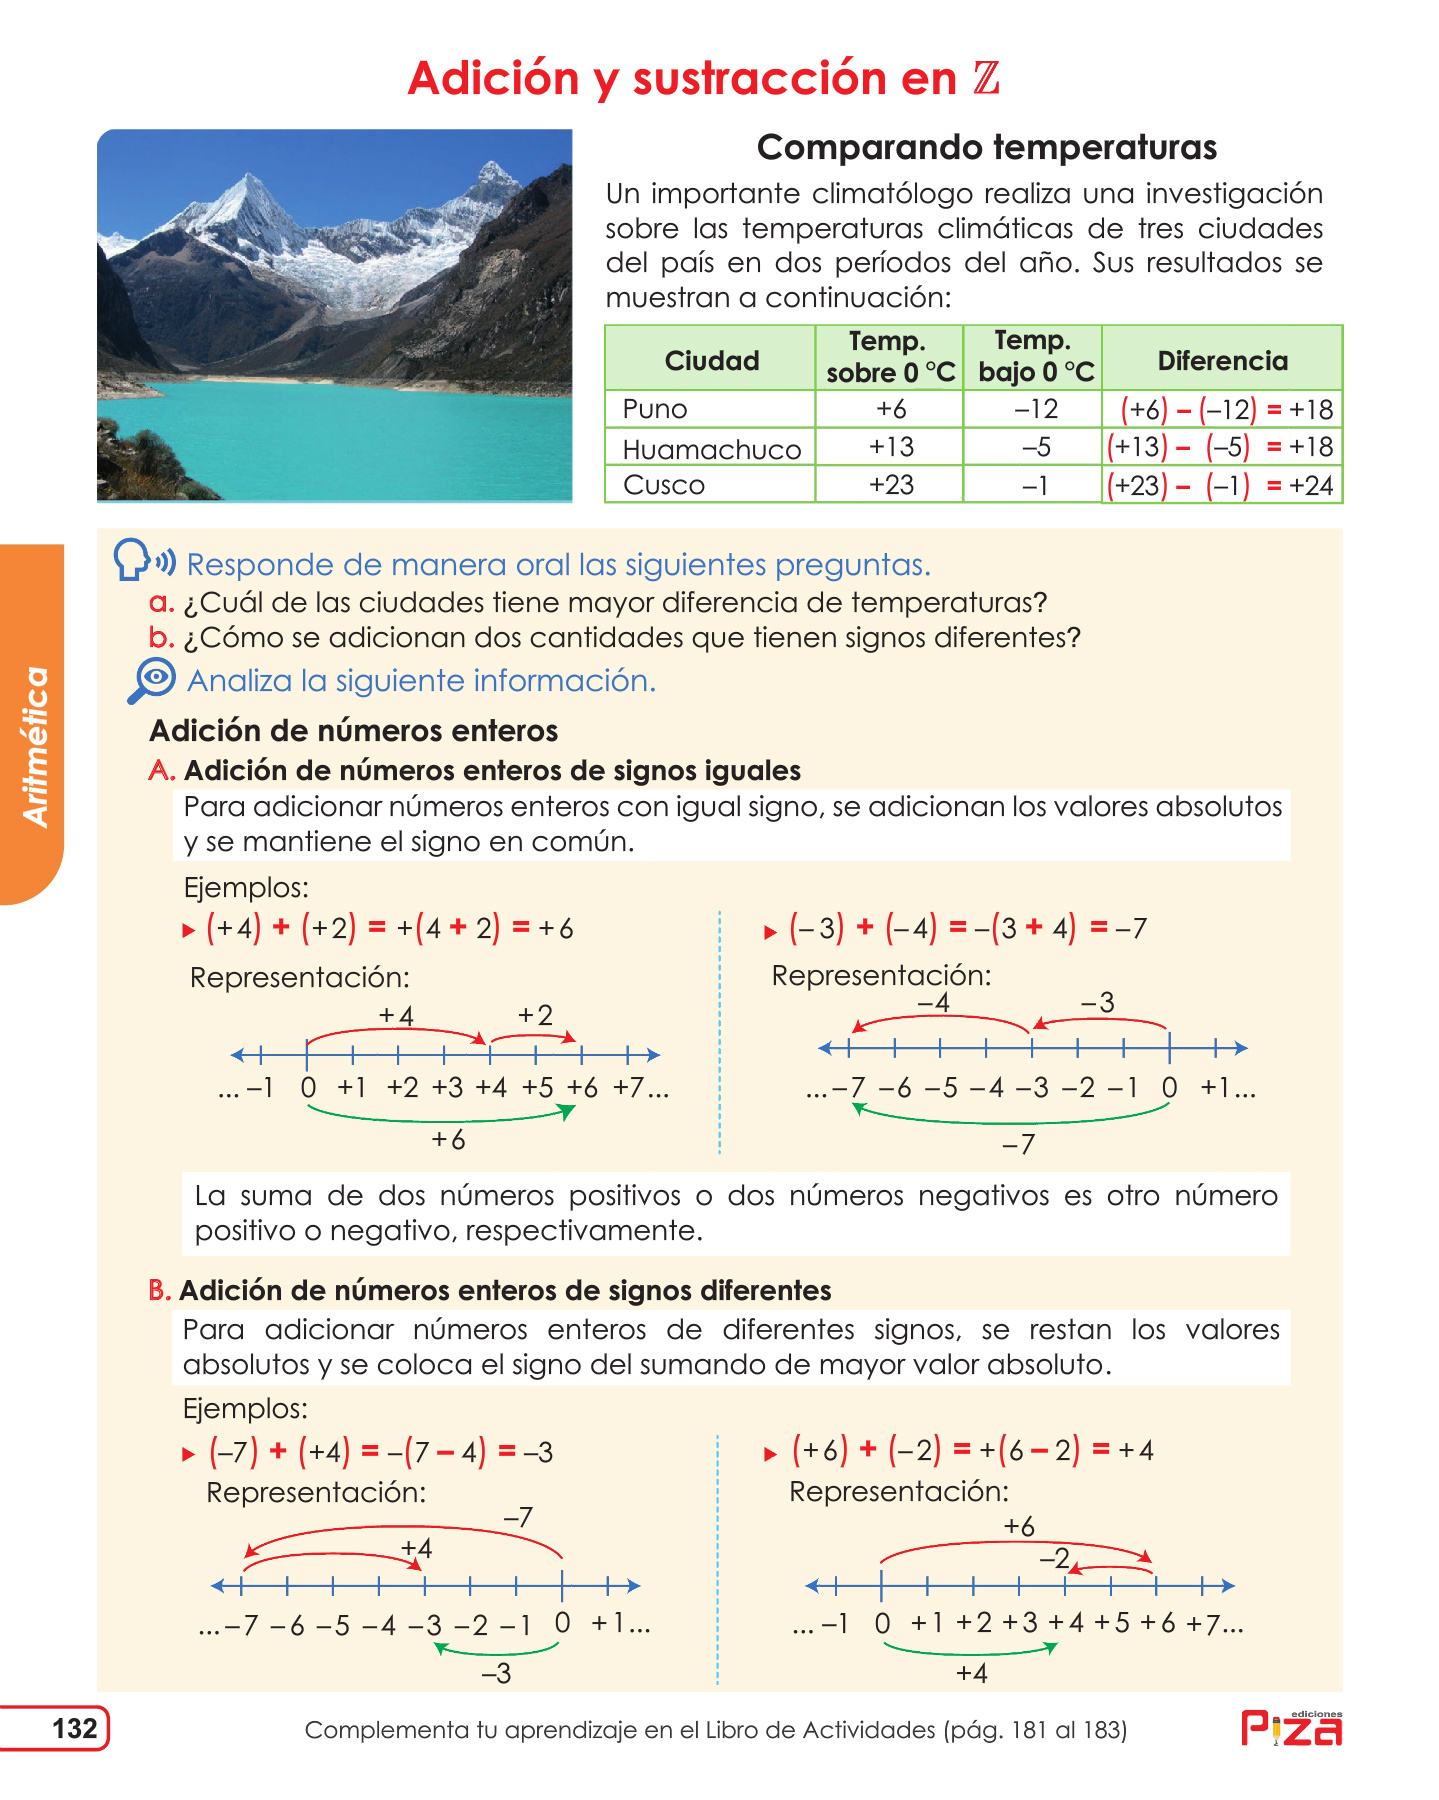 Adición y sustracción en ℤ
Comparando temperaturas
Un importante climatólogo realiza una investigación
sobre las temperaturas climáticas de tres ciudades
del país en dos períodos del año. Sus resultados se
muestran a continuación:
Ciudad Temp. sobre 0 °C Temp. bajo 0 °C Diferencia
Puno +6 –12 (+6) – (–12) = +18
Huamachuco +13 –5 (+13) – (–5) = +18
Cusco +23 –1 (+23) – (–1) = +24
Responde de manera oral las siguientes preguntas.
a. ¿Cuál de las ciudades tiene mayor diferencia de temperaturas?
b. ¿Cómo se adicionan dos cantidades que tienen signos diferentes?
Analiza la siguiente información.
Aritmética
Adición de números enteros
A. Adición de números enteros de signos iguales
Para adicionar números enteros con igual signo, se adicionan los valores absolutos
y se mantiene el signo en común.
Ejemplos:
(+4) + (+2) = +(4 + 2) = +6
Representación:
+4 +2
... –1 0 +1 +2 +3 +4 +5 +6 +7...
+6
(–3) + (–4) = –(3 + 4) = –7
Representación:
–4 –3
... –7 –6 –5 –4 –3 –2 –1 0 +1...
–7
La suma de dos números positivos o dos números negativos es otro número
positivo o negativo, respectivamente.
B. Adición de números enteros de signos diferentes
Para adicionar números enteros de diferentes signos, se restan los valores
absolutos y se coloca el signo del sumando de mayor valor absoluto.
Ejemplos:
(–7) + (+4) = –(7 – 4) = –3
Representación:
–7
+4
... –7 –6 –5 –4 –3 –2 –1 0 +1...
–3
(+6) + (–2) = +(6 – 2) = +4
Representación:
+6
–2
... –1 0 +1 +2 +3 +4 +5 +6 +7...
+4
132
Complementa tu aprendizaje en el Libro de Actividades (pág. 181 al 183)
ediciones
Piza